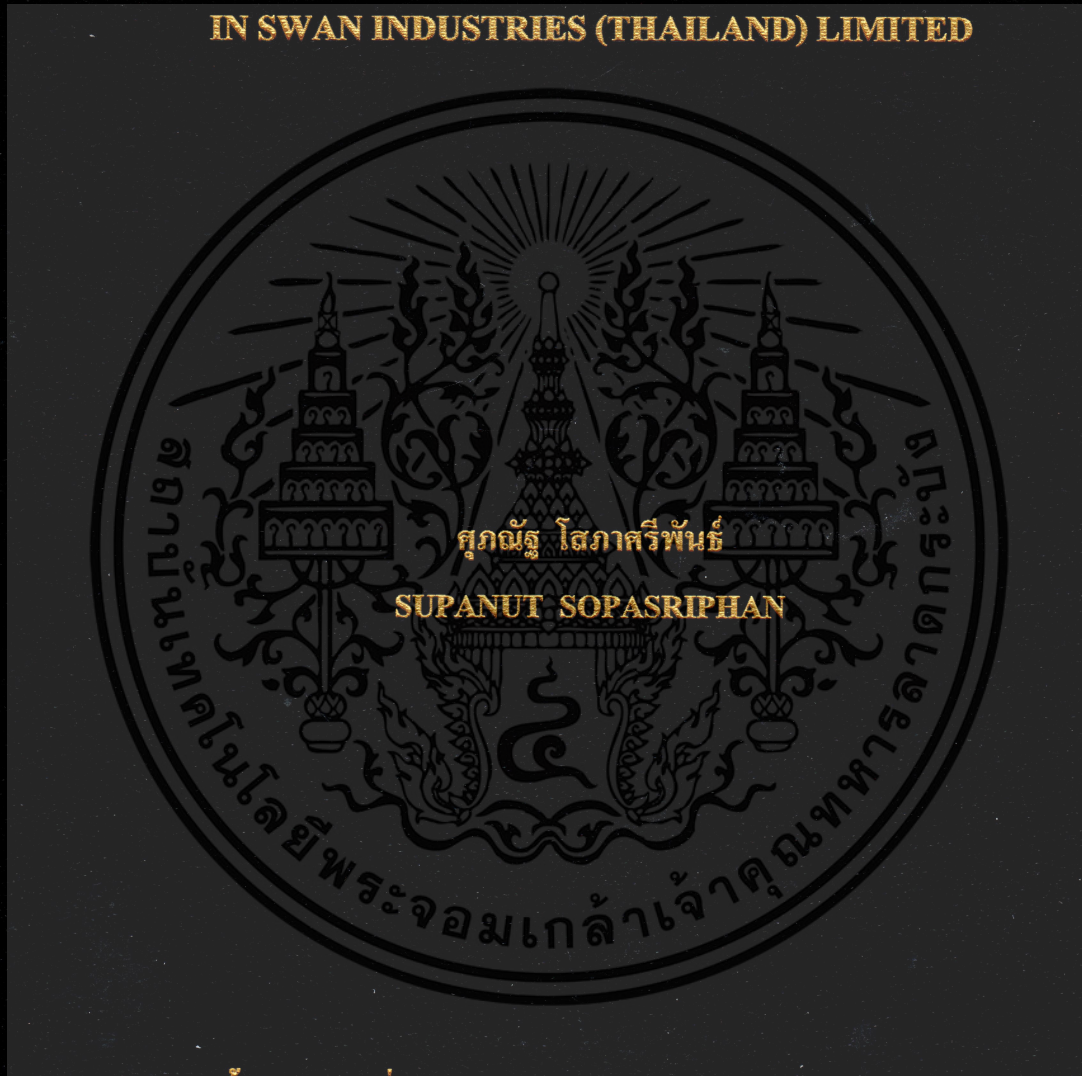 IN SWAN INDUSTRIES (THAILAND) LIMITED
ศุภณัฐ โสภาศรีพันธ์
SUPANUT SOPASRIPHAN
๔
สถาบันเทคโนโลยีพระจอมเกล้าเจ้าคุณทหารลาดกระบัง